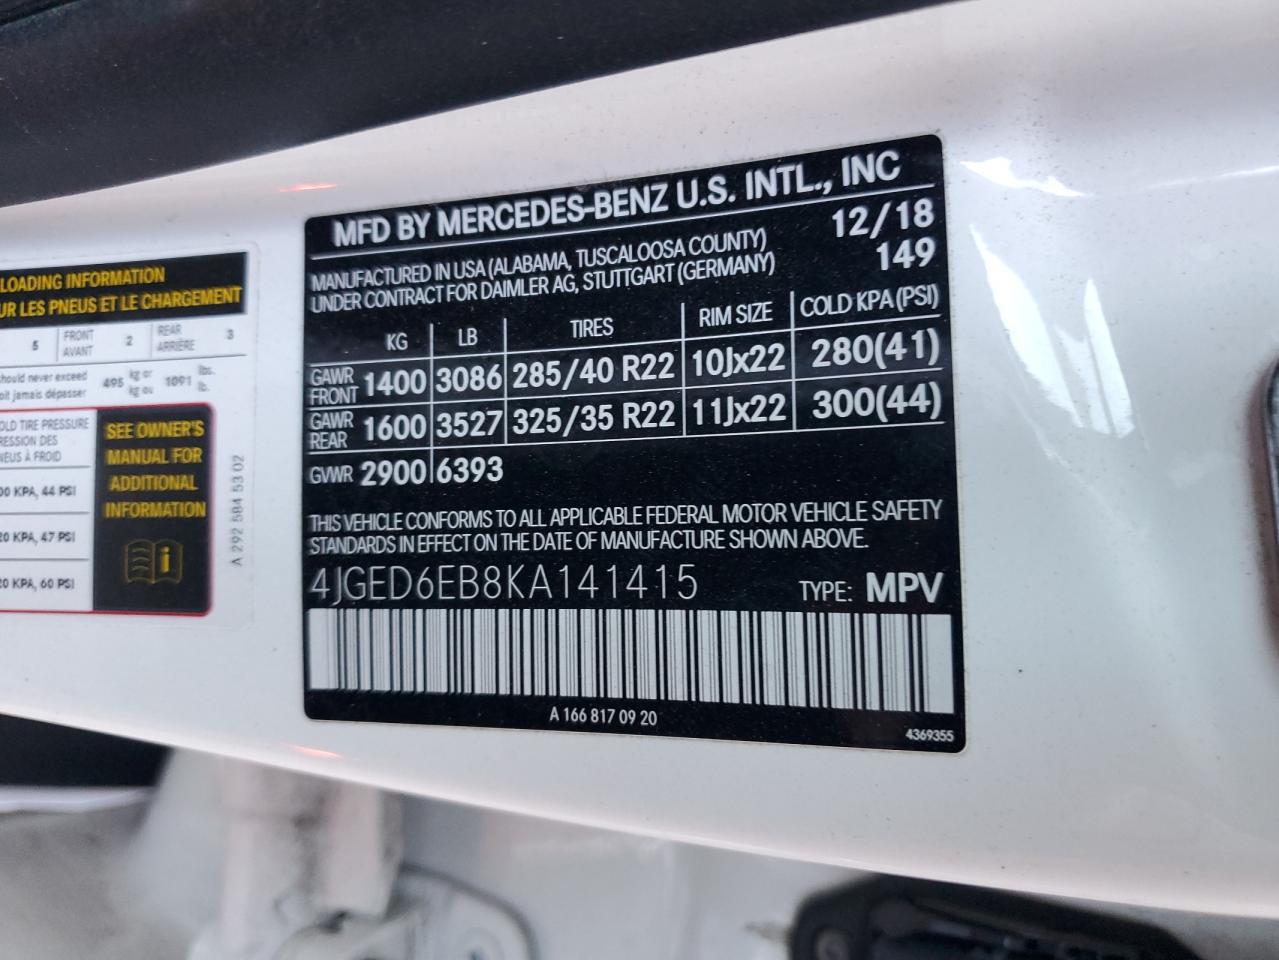 LOADING INFORMATION
UR LES PNEUS ET LE CHARGEMENT
5 FRONT AVANT 2 REAR ARRIÈRE 3
hould never exceed
oit jamais dépasser
495 kg or kg ou 1091 lbs. lb.
OLD TIRE PRESSURE
RESSION DES
NEUS À FROID
00 KPA, 44 PSI
20 KPA, 47 PSI
20 KPA, 60 PSI
SEE OWNER'S
MANUAL FOR
ADDITIONAL
INFORMATION
i
A 292 584 53 02
MFD BY MERCEDES-BENZ U.S. INTL., INC
MANUFACTURED IN USA (ALABAMA, TUSCALOOSA COUNTY) 12/18
UNDER CONTRACT FOR DAIMLER AG, STUTTGART (GERMANY) 149
KG LB TIRES RIM SIZE COLD KPA (PSI)
GAWR FRONT 1400 3086 285/40 R22 10Jx22 280(41)
GAWR REAR 1600 3527 325/35 R22 11Jx22 300(44)
GVWR 2900 6393
THIS VEHICLE CONFORMS TO ALL APPLICABLE FEDERAL MOTOR VEHICLE SAFETY
STANDARDS IN EFFECT ON THE DATE OF MANUFACTURE SHOWN ABOVE.
4JGED6EB8KA141415 TYPE: MPV
A 166 817 09 20
4369355